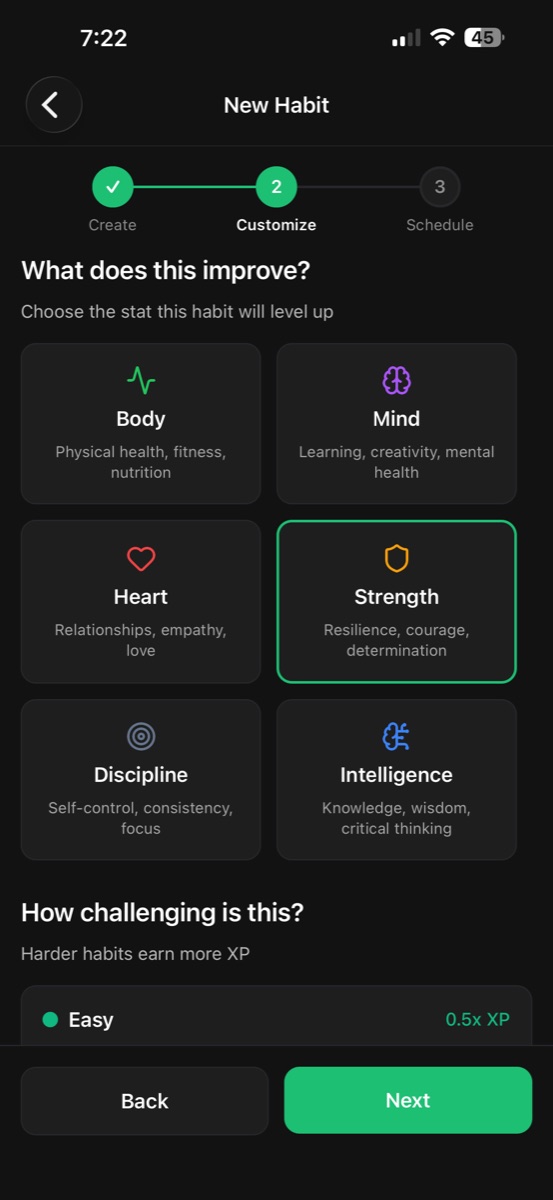 7:22
45
New Habit
2
3
Create
Customize
Schedule
What does this improve?
Choose the stat this habit will level up
Body
Physical health, fitness,
nutrition
Mind
Learning, creativity, mental
health
Heart
Relationships, empathy,
love
Strength
Resilience, courage,
determination
Discipline
Self-control, consistency,
focus
Intelligence
Knowledge, wisdom,
critical thinking
How challenging is this?
Harder habits earn more XP
Easy
0.5x XP
Back
Next